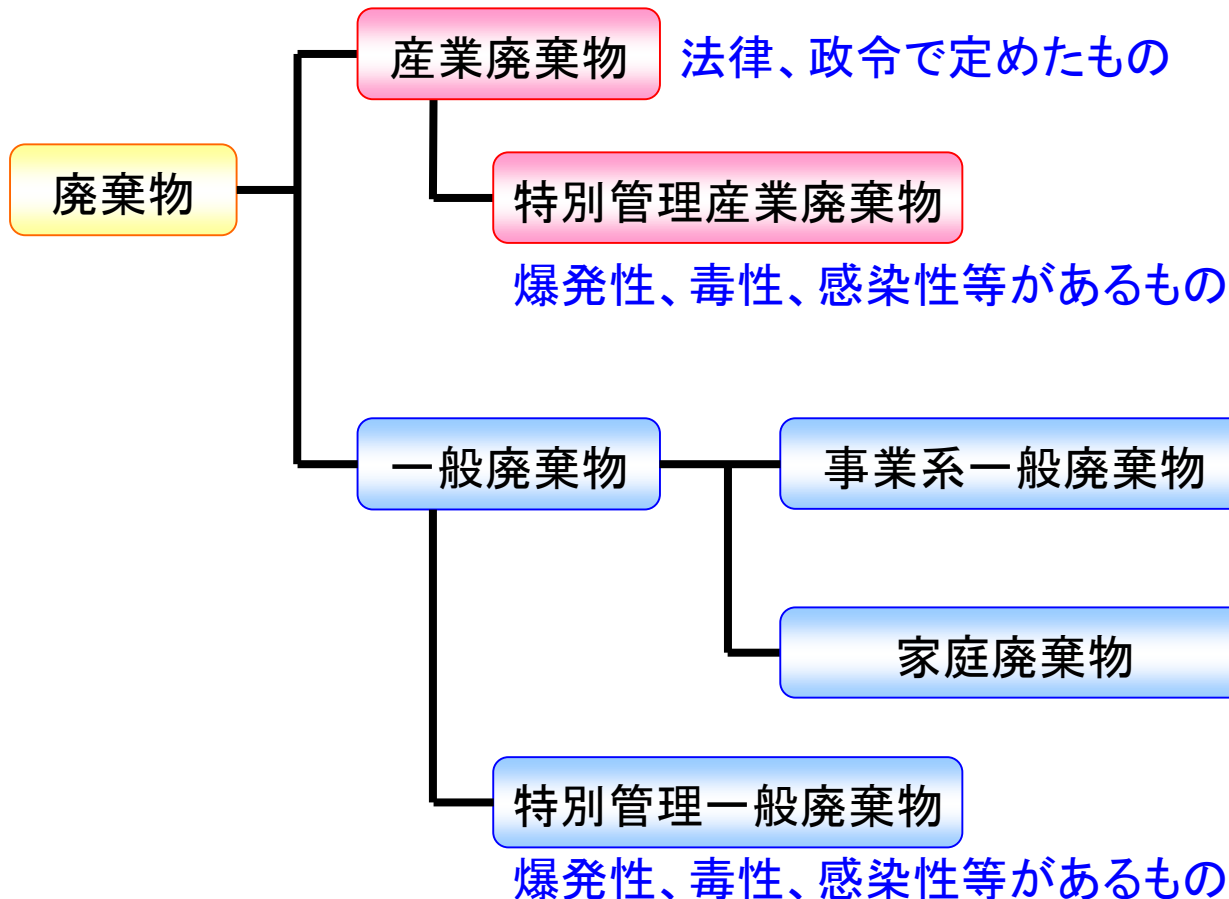 産業廃棄物 法律、政令で定めたもの
廃棄物
特別管理産業廃棄物
爆発性、毒性、感染性等があるもの
一般廃棄物
事業系一般廃棄物
家庭廃棄物
特別管理一般廃棄物
爆発性、毒性、感染性等があるもの